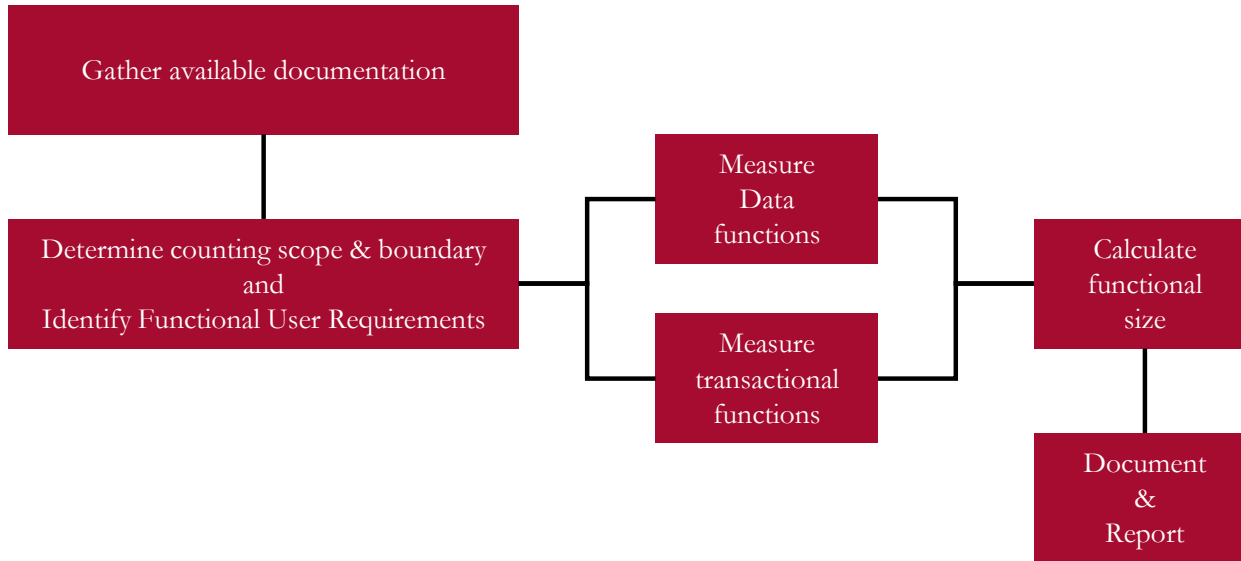 Gather available documentation
Determine counting scope & boundary
and
Identify Functional User Requirements
Measure
Data
functions
Measure
transactional
functions
Calculate
functional
size
Document
&
Report